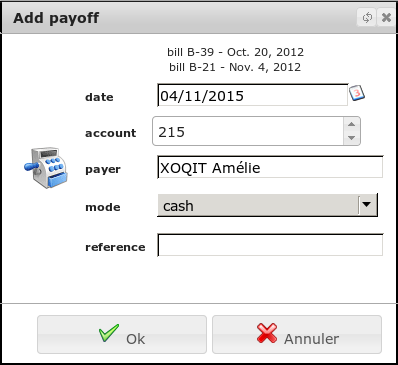 Add payoff
bill B-39 - Oct. 20, 2012
bill B-21 - Nov. 4, 2012
date 04/11/2015
account 215
payer XOQIT Amélie
mode cash
reference
Ok Annuler